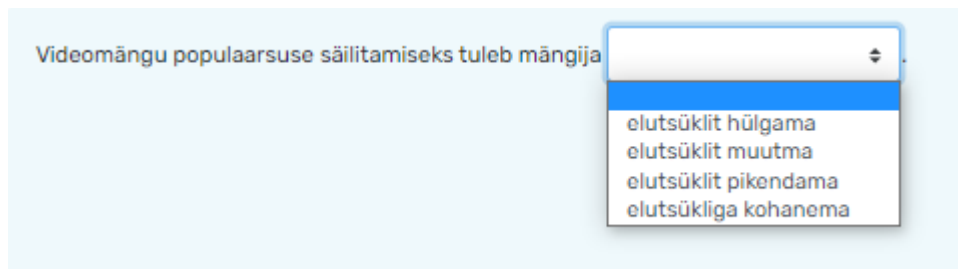 Videomängu populaarsuse säilitamiseks tuleb mängija .
elutsüklit hülgama
elutsüklit muutma
elutsüklit pikendama
elutsükliga kohanema